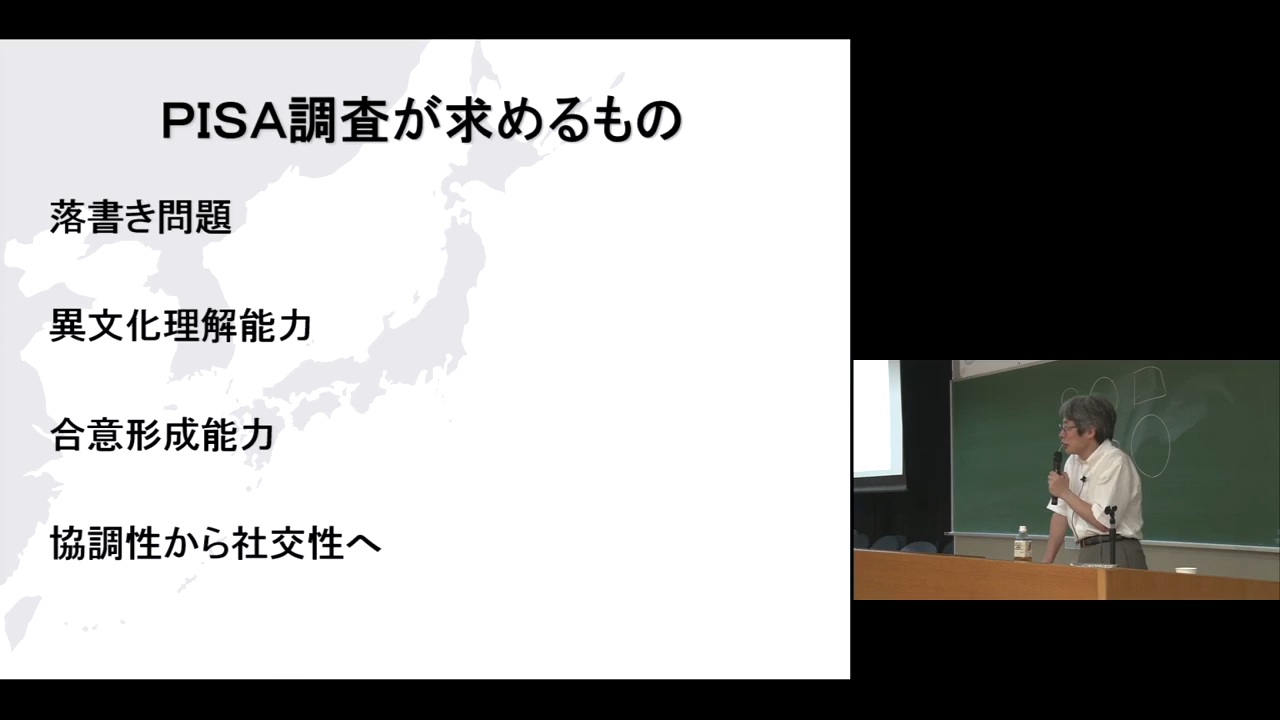 PISA調査が求めるもの
落書き問題
異文化理解能力
合意形成能力
協調性から社交性へ